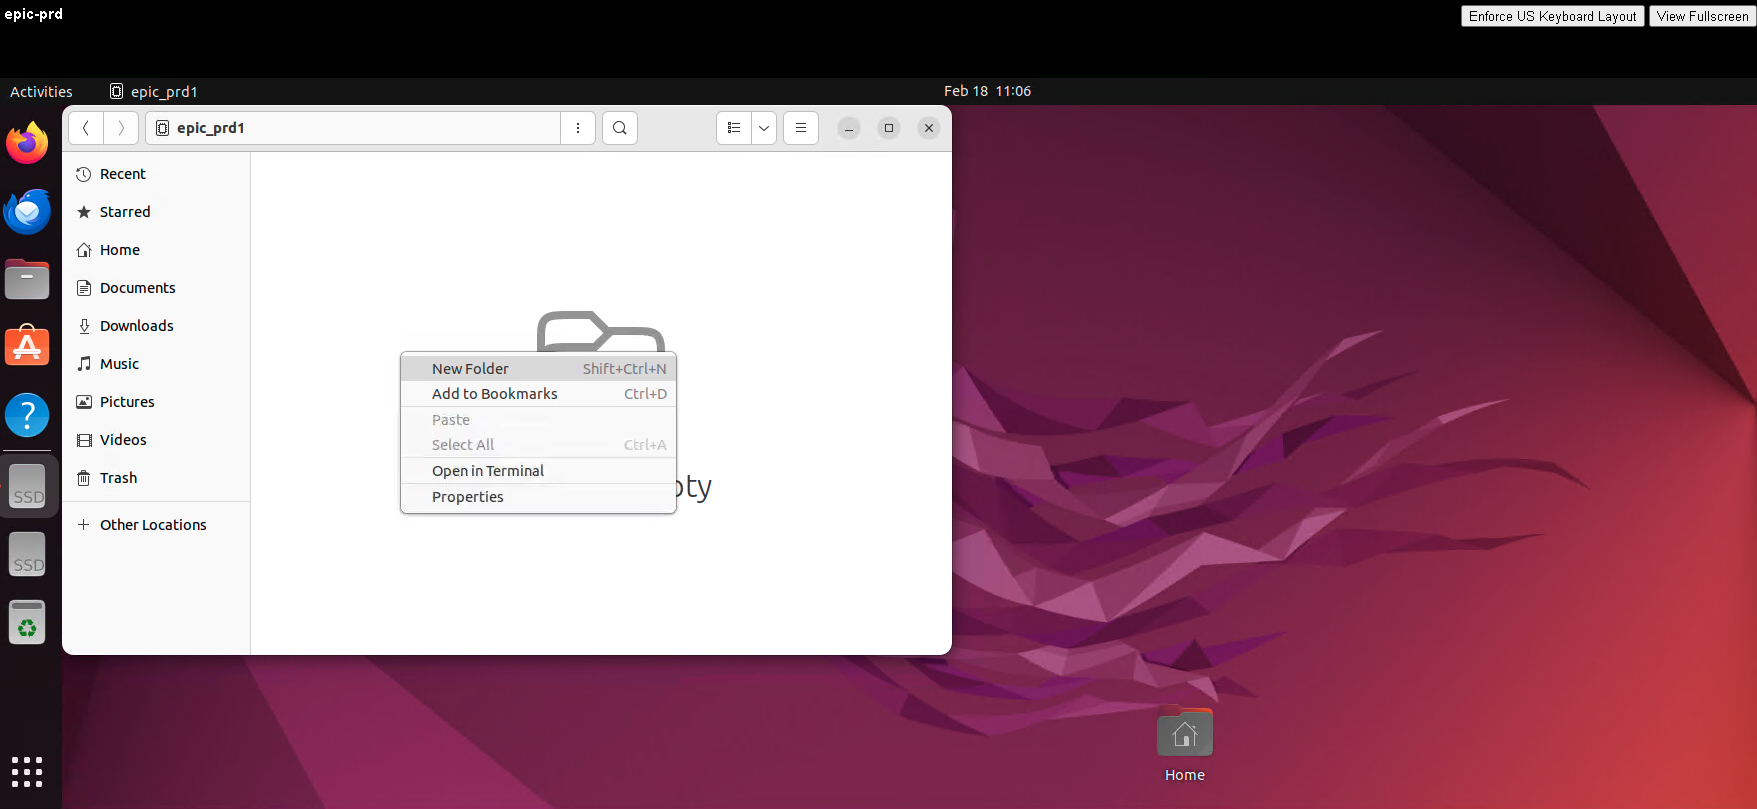 epic-prd
Enforce US Keyboard Layout
View Fullscreen
Activities
epic_prd1
Feb 18 11:06
epic_prd1
Recent
Starred
Home
Documents
Downloads
Music
Pictures
Videos
Trash
Other Locations
New Folder Shift+Ctrl+N
Add to Bookmarks Ctrl+D
Paste
Select All Ctrl+A
Open in Terminal
Properties
SSD
SSD
Home